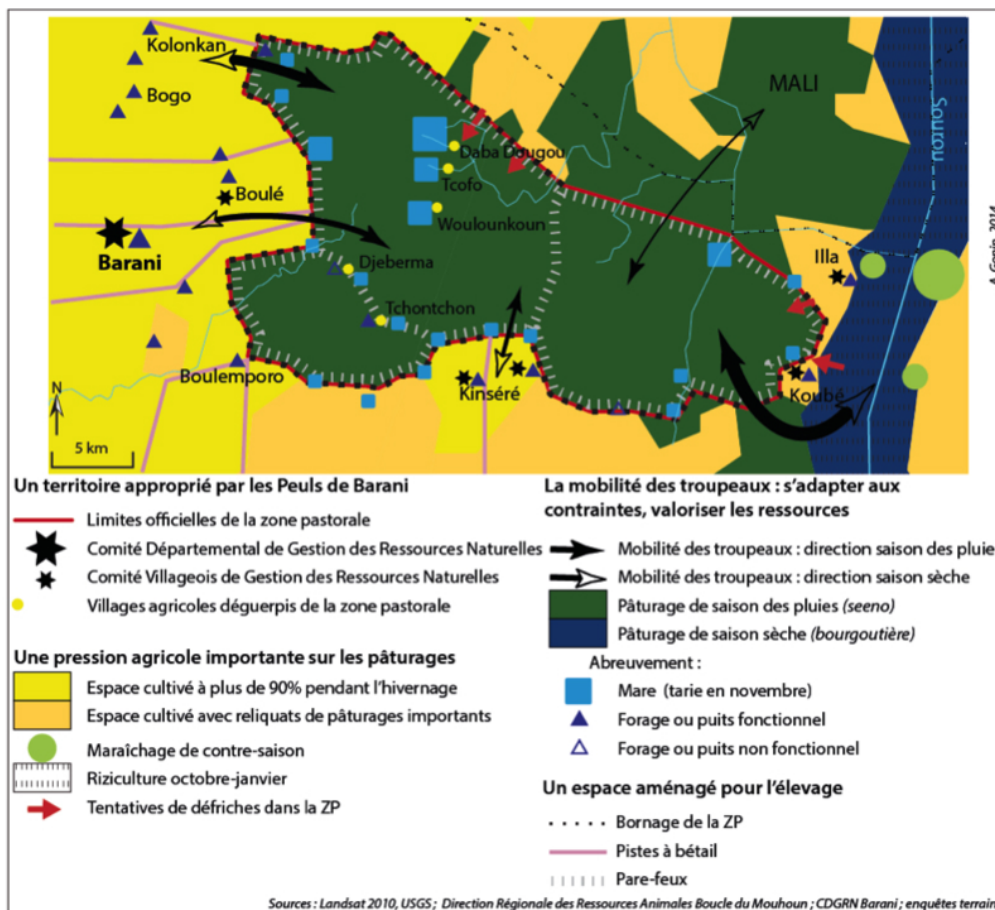 Kolonkan
Bogo
Boulé
Barani
Boulemporo
Daba Dougou
Tcofo
Woulounkoun
Djeberma
Tchontchon
Kinséré
MALI
Sourou
Illa
Koubé
N
5 km
A.Gonin, 2014
Un territoire approprié par les Peuls de Barani
Limites officielles de la zone pastorale
Comité Départemental de Gestion des Ressources Naturelles
Comité Villageois de Gestion des Ressources Naturelles
Villages agricoles déguerpis de la zone pastorale
Une pression agricole importante sur les pâturages
Espace cultivé à plus de 90% pendant l'hivernage
Espace cultivé avec reliquats de pâturages importants
Maraîchage de contre-saison
Riziculture octobre-janvier
Tentatives de défriches dans la ZP
La mobilité des troupeaux : s'adapter aux
contraintes, valoriser les ressources
Mobilité des troupeaux : direction saison des pluie
Mobilité des troupeaux : direction saison sèche
Pâturage de saison des pluies (seeno)
Pâturage de saison sèche (bourgoutière)
Abreuvement :
Mare (tarie en novembre)
Forage ou puits fonctionnel
Forage ou puits non fonctionnel
Un espace aménagé pour l'élevage
Bornage de la ZP
Pistes à bétail
Pare-feux
Sources : Landsat 2010, USGS ; Direction Régionale des Ressources Animales Boucle du Mouhoun ; CDGRN Barani ; enquêtes terrain